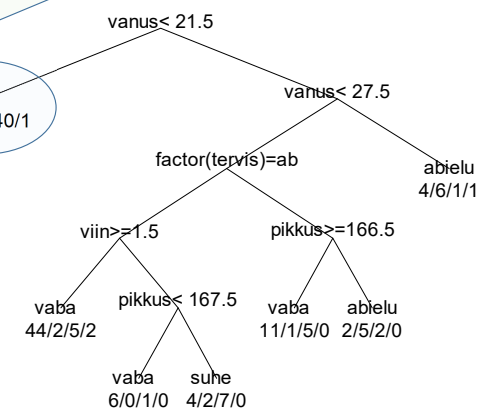 vanus< 21.5
vanus< 27.5
40/1
factor(tervis)=ab
abielu
4/6/1/1
viin>=1.5
pikkus>=166.5
vaba
44/2/5/2
pikkus< 167.5
vaba
11/1/5/0
abielu
2/5/2/0
vaba
6/0/1/0
suhe
4/2/7/0